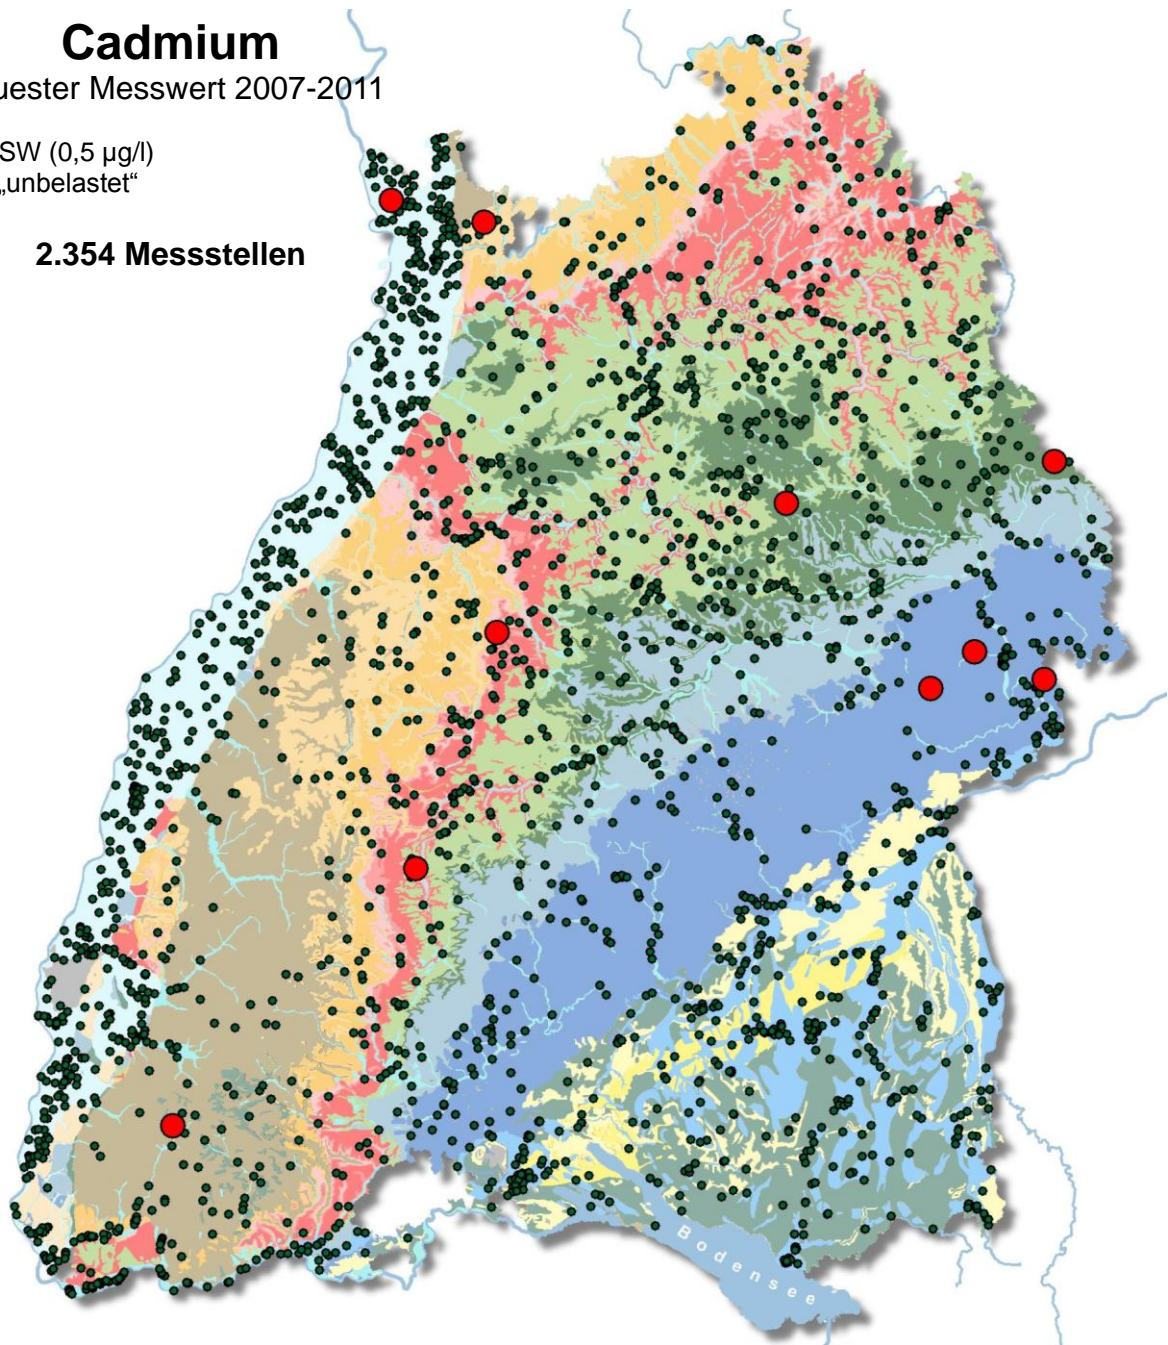 Cadmium
uester Messwert 2007-2011
SW (0,5 µg/l)
„unbelastet“
2.354 Messstellen
Bodensee